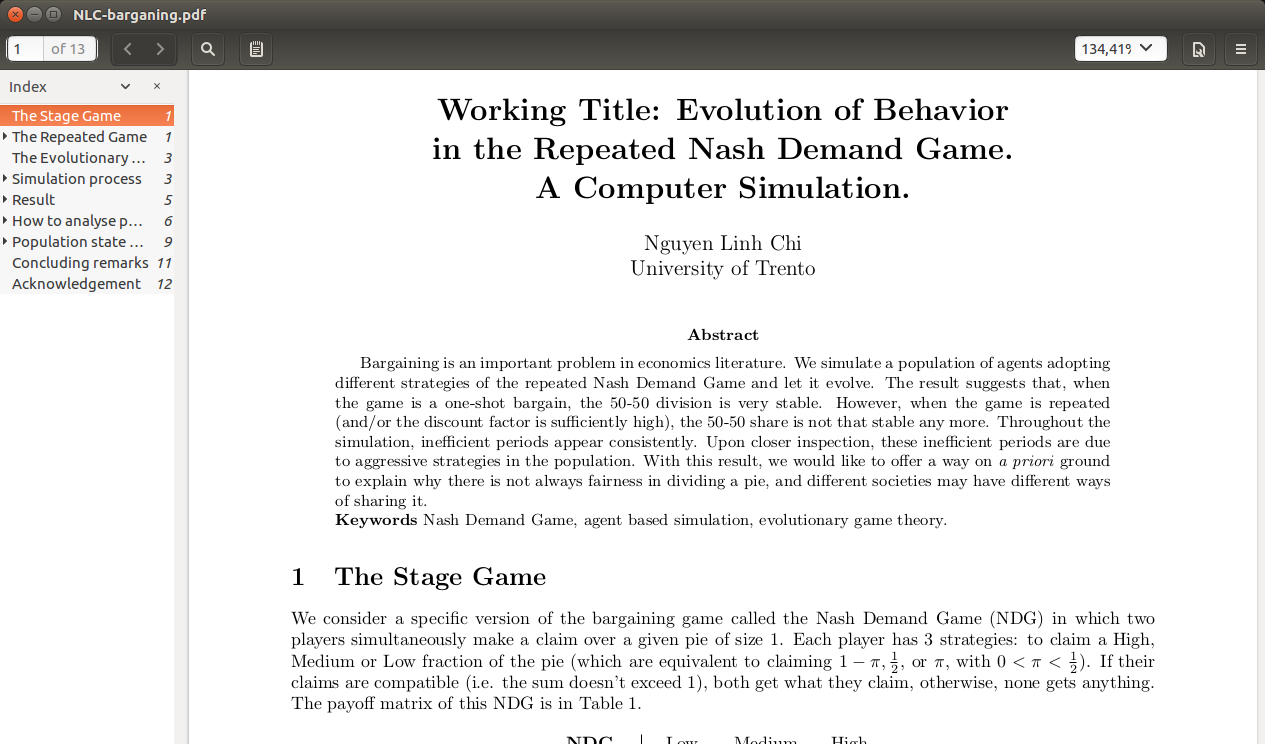 NLC-barganing.pdf
1 of 13
134,41%
Index
The Stage Game 1
The Repeated Game 1
The Evolutionary ... 3
Simulation process 3
Result 5
How to analyse p... 6
Population state ... 9
Concluding remarks 11
Acknowledgement 12
Working Title: Evolution of Behavior
in the Repeated Nash Demand Game.
A Computer Simulation.
Nguyen Linh Chi
University of Trento
Abstract
Bargaining is an important problem in economics literature. We simulate a population of agents adopting
different strategies of the repeated Nash Demand Game and let it evolve. The result suggests that, when
the game is a one-shot bargain, the 50-50 division is very stable. However, when the game is repeated
(and/or the discount factor is sufficiently high), the 50-50 share is not that stable any more. Throughout the
simulation, inefficient periods appear consistently. Upon closer inspection, these inefficient periods are due
to aggressive strategies in the population. With this result, we would like to offer a way on a priori ground
to explain why there is not always fairness in dividing a pie, and different societies may have different ways
of sharing it.
Keywords Nash Demand Game, agent based simulation, evolutionary game theory.
1 The Stage Game
We consider a specific version of the bargaining game called the Nash Demand Game (NDG) in which two
players simultaneously make a claim over a given pie of size 1. Each player has 3 strategies: to claim a High,
Medium or Low fraction of the pie (which are equivalent to claiming 1 − π, 1/2, or π, with 0 < π < 1/2). If their
claims are compatible (i.e. the sum doesn't exceed 1), both get what they claim, otherwise, none gets anything.
The payoff matrix of this NDG is in Table 1.
NDG Low Medium High